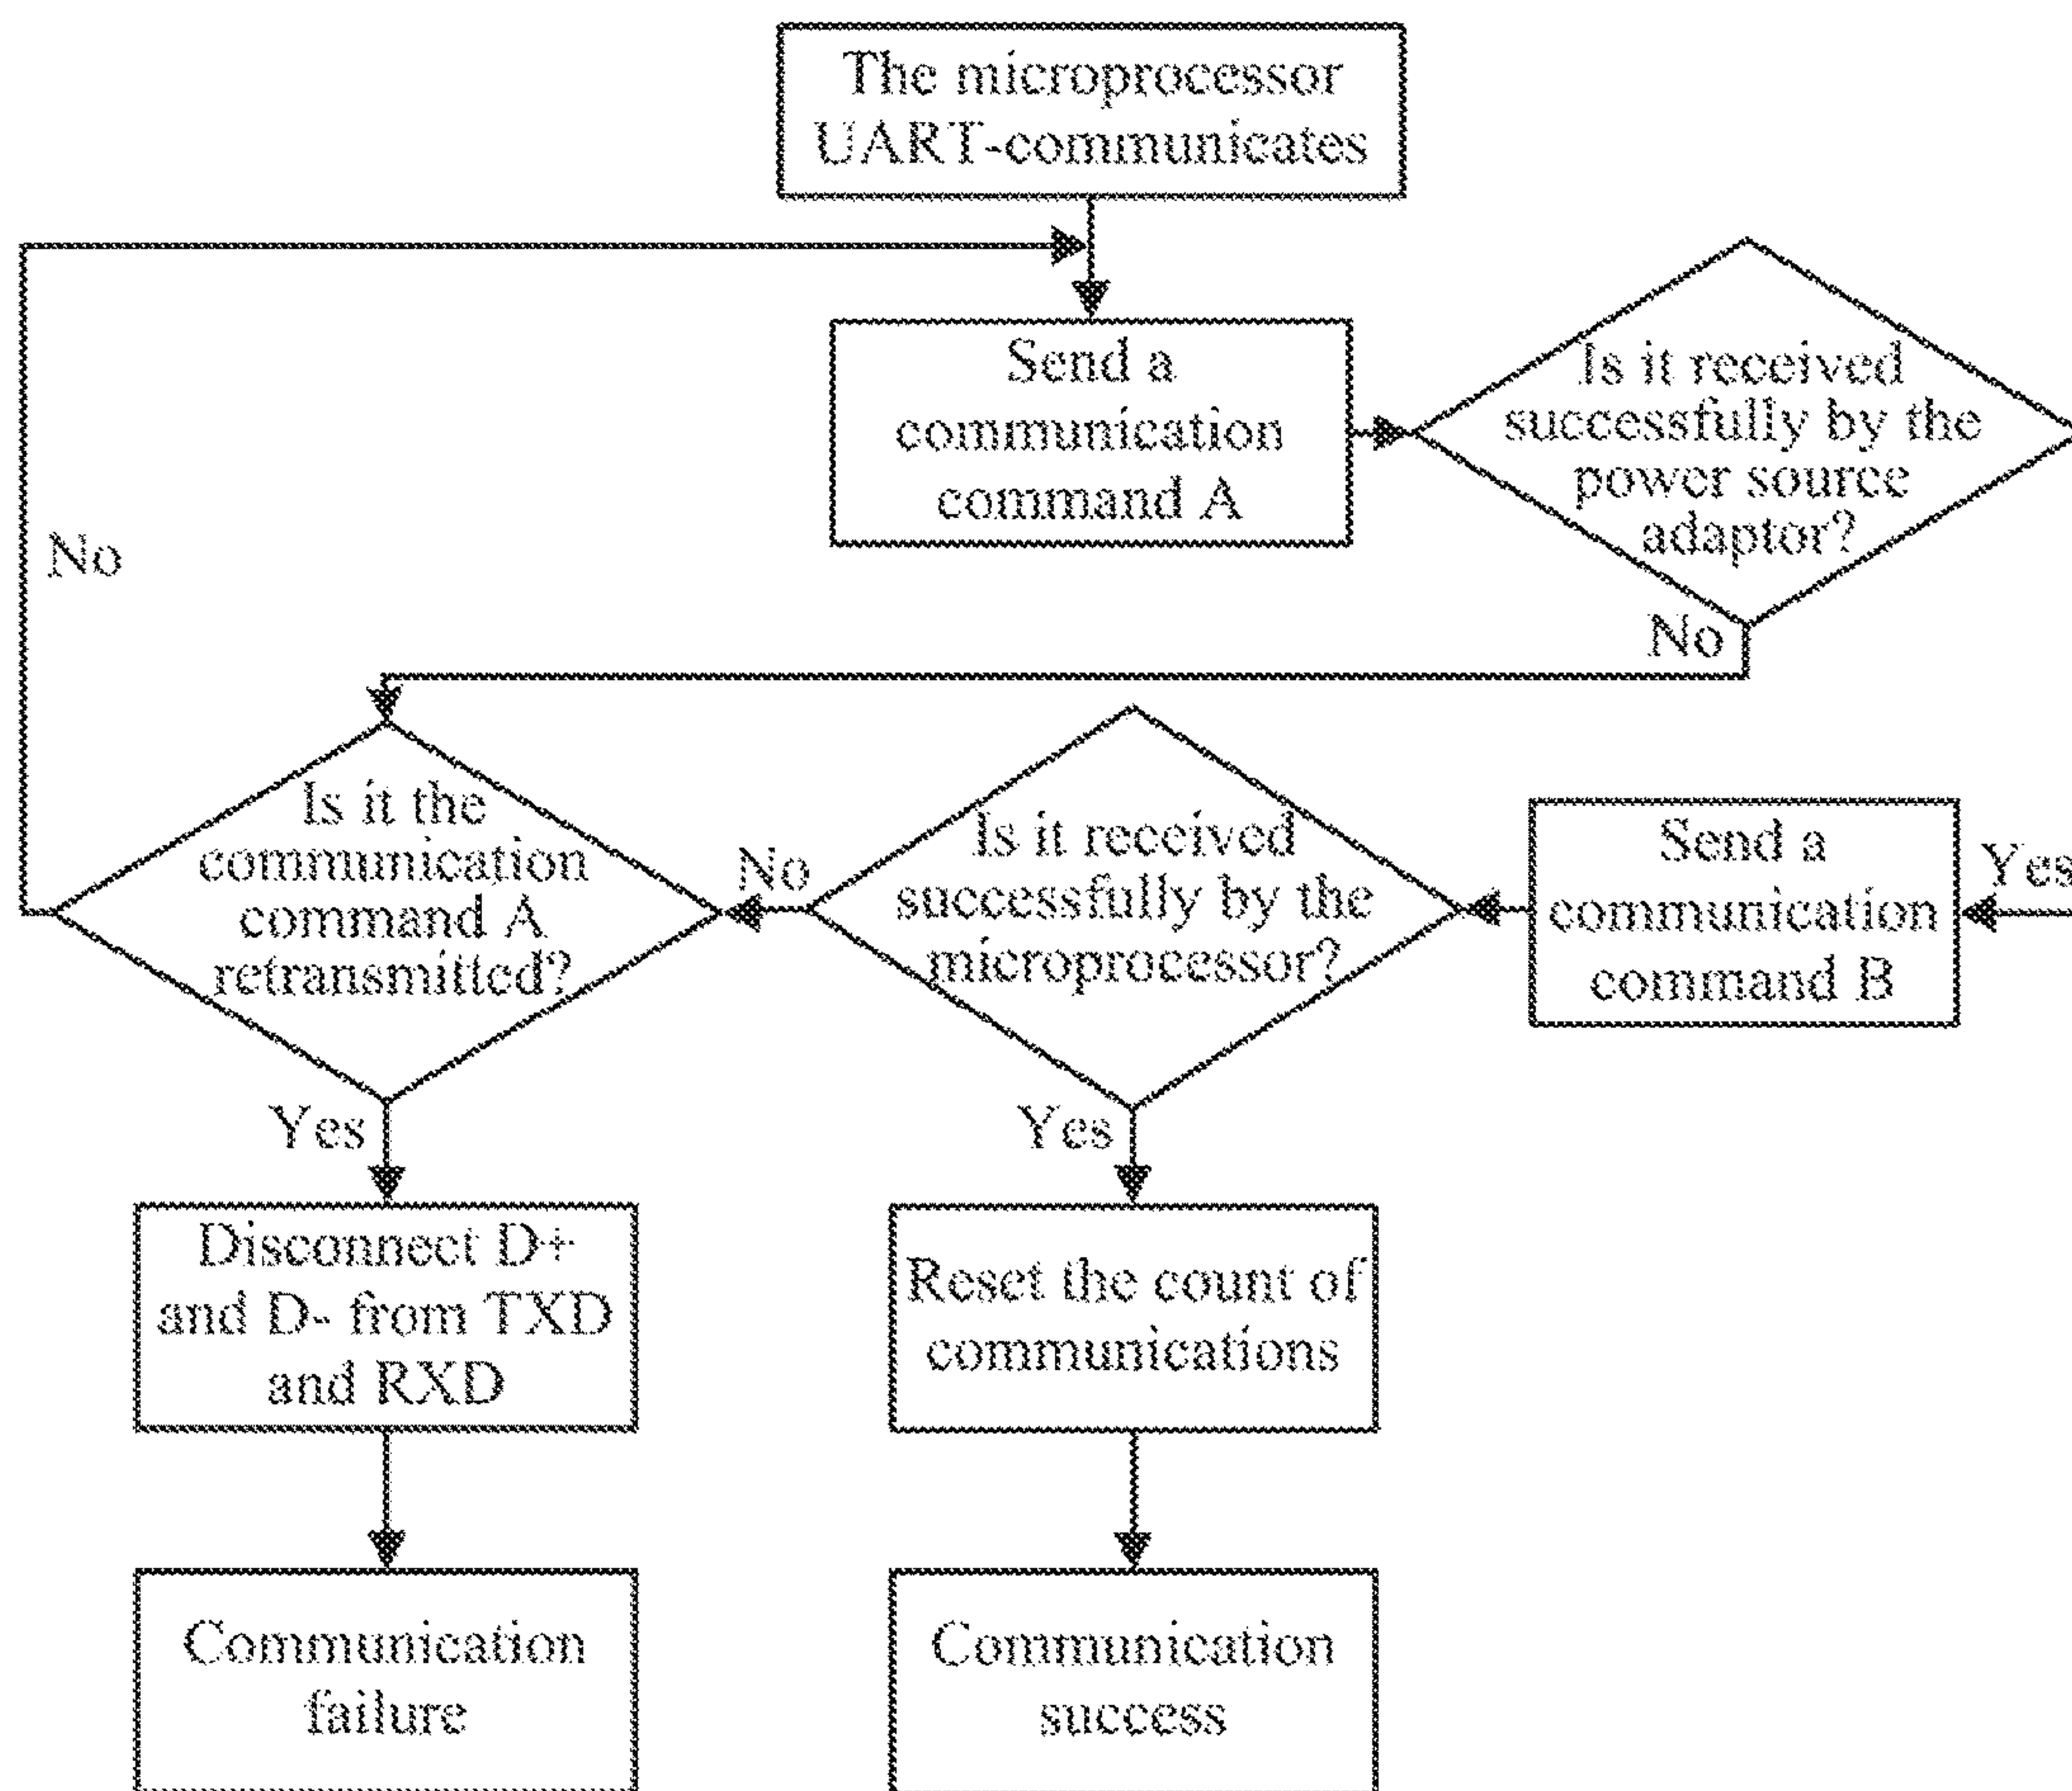 The microprocessor
UART-communicates
Send a
communication
command A
Is it received
successfully by the
power source
adaptor?
No
No
Is it the
communication
command A
retransmitted?
No
Is it received
successfully by the
microprocessor?
Send a
communication
command B
Yes
Yes
Yes
Disconnect D+
and D- from TXD
and RXD
Reset the count of
communications
Communication
failure
Communication
success